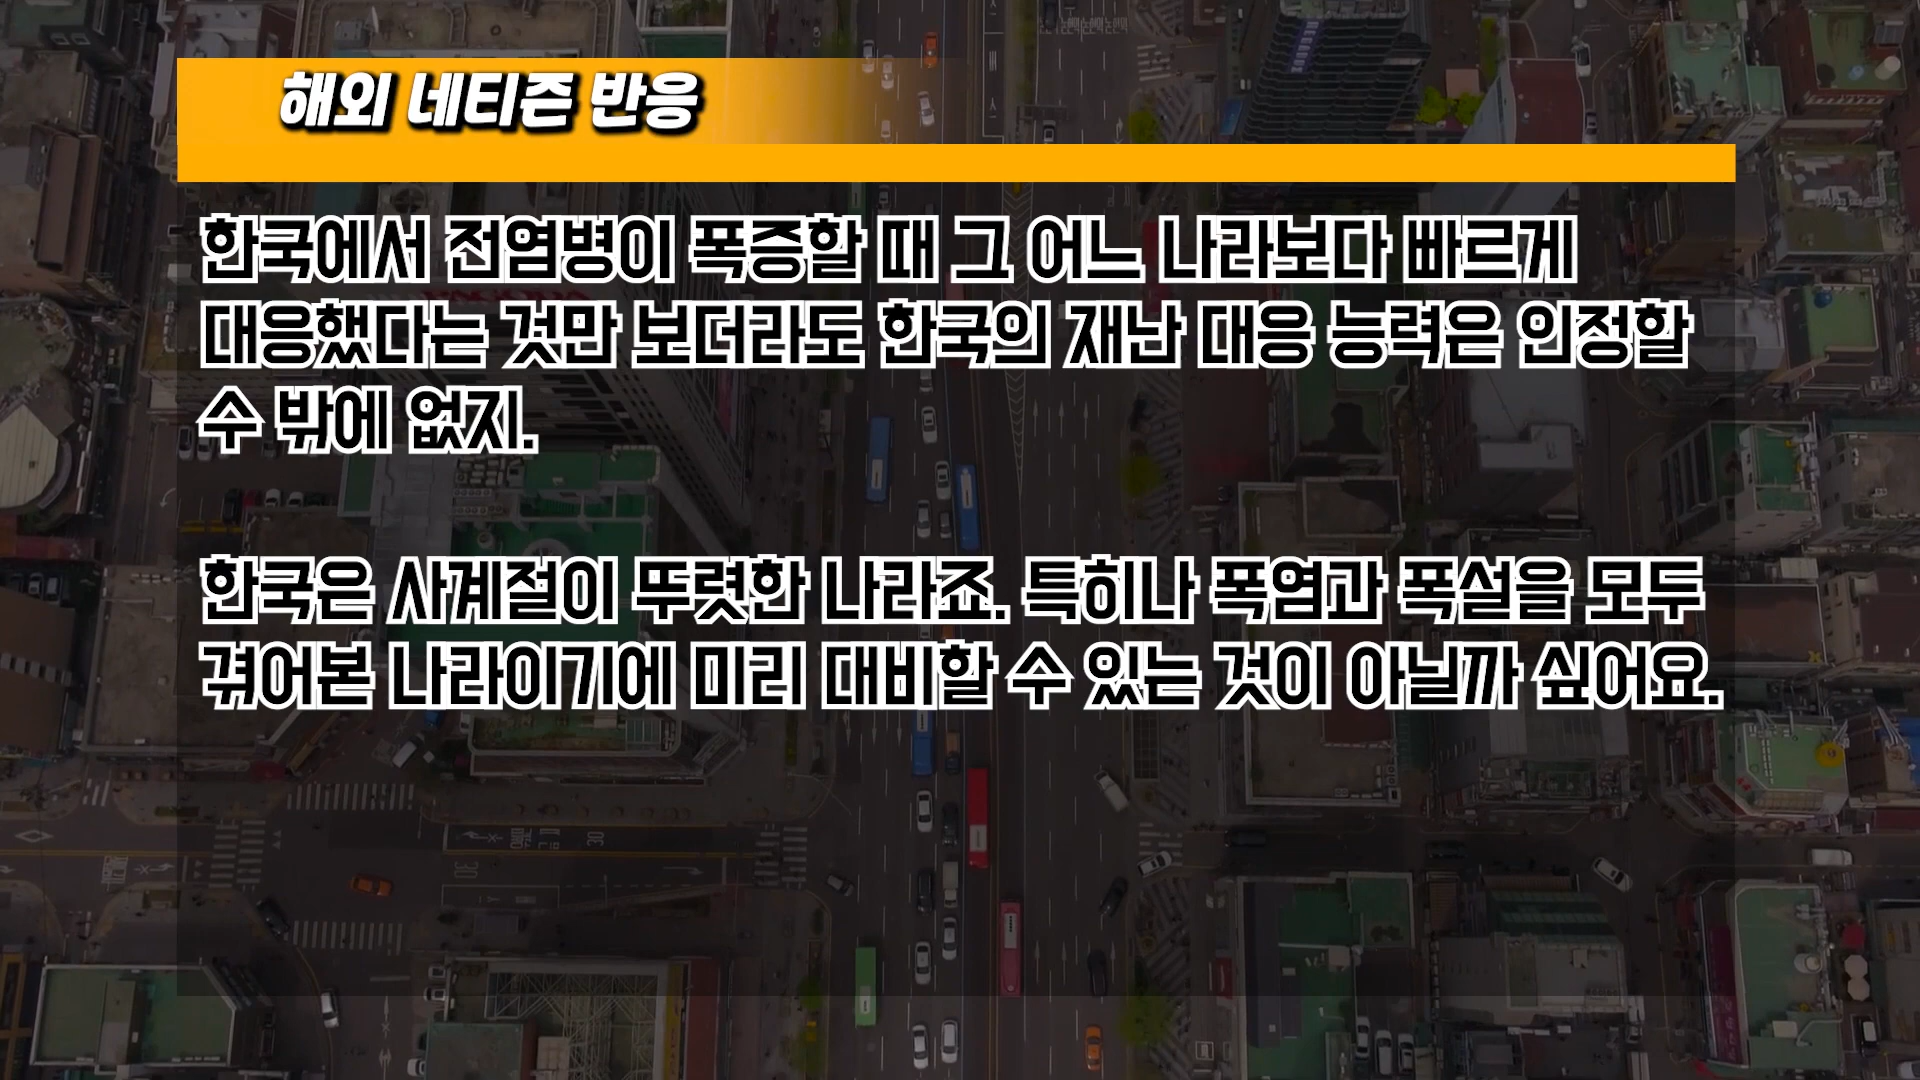 해외 네티즌 반응
한국에서 전염병이 폭증할 때 그 어느 나라보다 빠르게
대응했다는 것만 보더라도 한국의 재난 대응 능력은 인정할
수 밖에 없지.
한국은 사계절이 뚜렷한 나라죠. 특히나 폭염과 폭설을 모두
겪어본 나라이기에 미리 대비할 수 있는 것이 아닐까 싶어요.